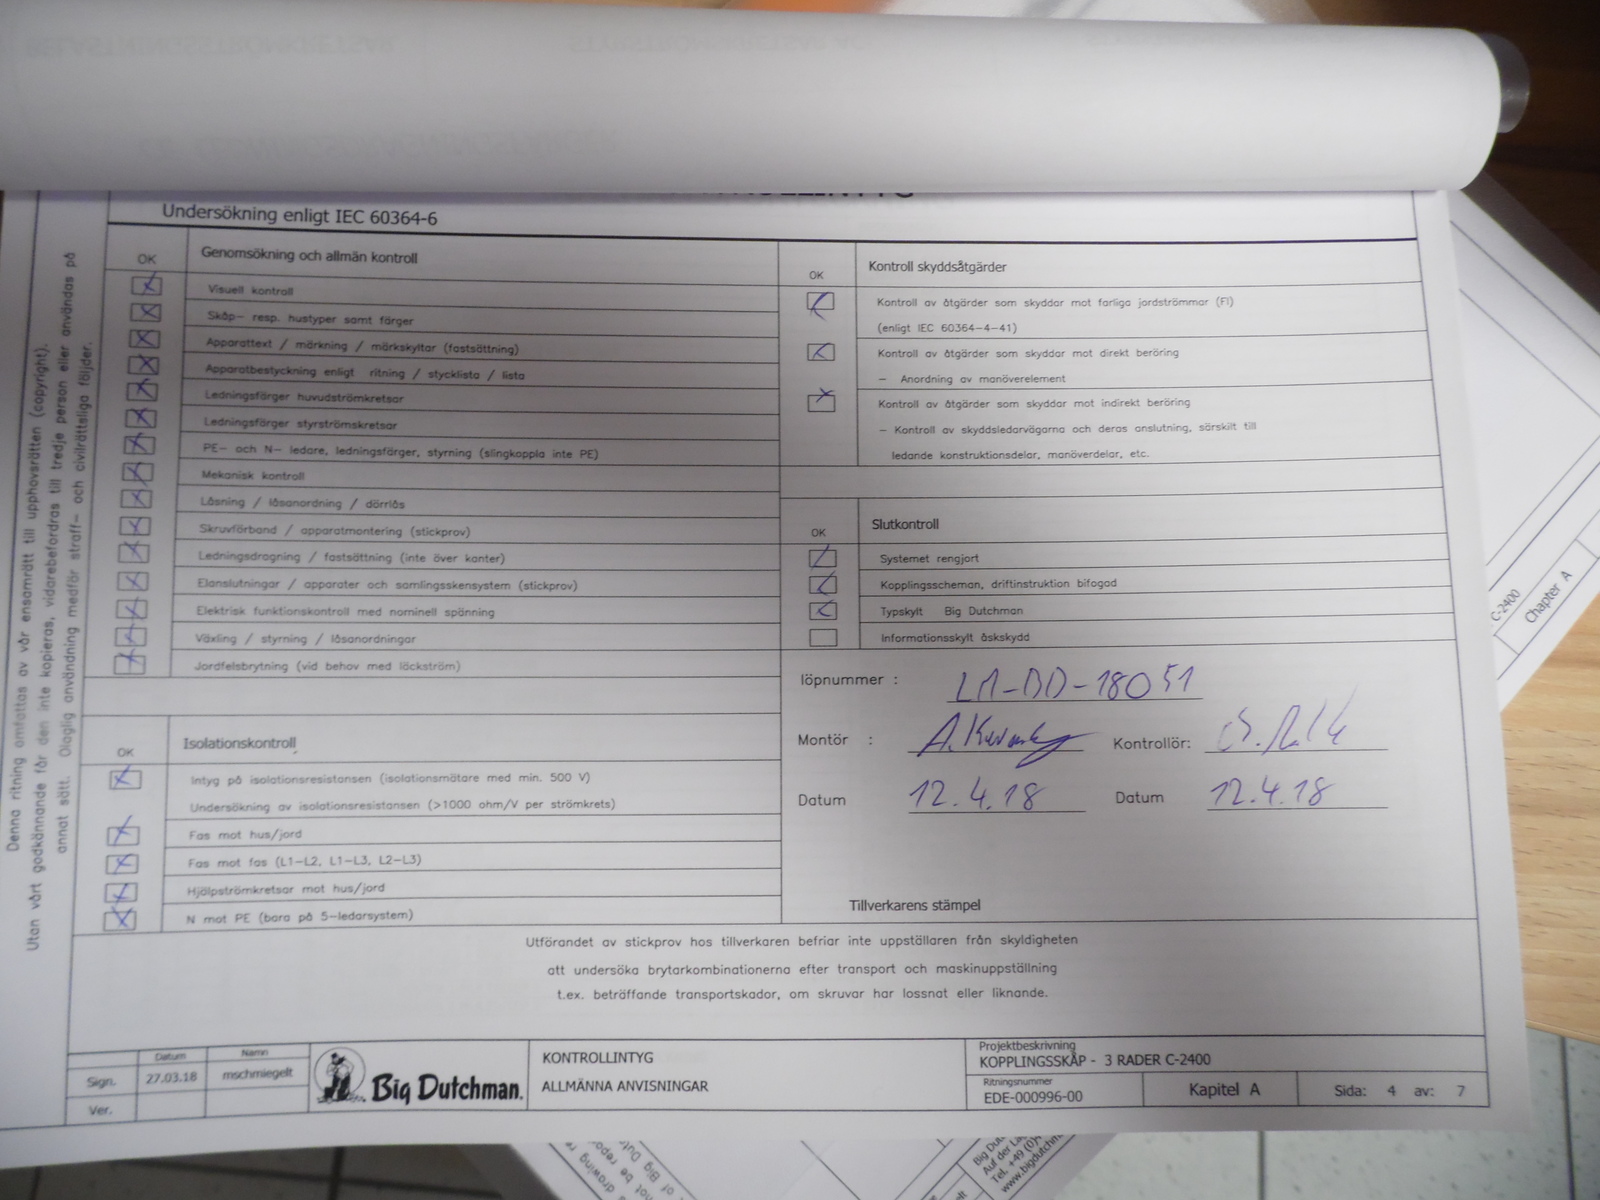 Undersökning enligt IEC 60364-6
OK
Genomsökning och allmän kontroll
Visuell kontroll
Skåp- resp. hustyper samt färger
Apparattext / märkning / märkskyltar (fastsättning)
Apparatbestyckning enligt ritning / stycklista / lista
Ledningsfärger huvudströmkretsar
Ledningsfärger styrströmskretsar
PE- och N- ledare, ledningsfärger, styrning (slingkoppla inte PE)
Mekanisk kontroll
Låsning / låsanordning / dörrlås
Skruvförband / apparatmontering (stickprov)
Ledningsdragning / fastsättning (inte över kanter)
Elanslutningar / apparater och samlingsskensystem (stickprov)
Elektrisk funktionskontroll med nominell spänning
Växling / styrning / låsanordningar
Jordfelsbrytning (vid behov med läckström)
OK
Isolationskontroll
Intyg på isolationsresistansen (isolationsmätare med min. 500 V)
Undersökning av isolationsresistansen (>1000 ohm/V per strömkrets)
Fas mot hus/jord
Fas mot fas (L1-L2, L1-L3, L2-L3)
Hjälpströmkretsar mot hus/jord
N mot PE (bara på 5-ledarsystem)
OK
Kontroll skyddsåtgärder
Kontroll av åtgärder som skyddar mot farliga jordströmmar (FI)
(enligt IEC 60364-4-41)
Kontroll av åtgärder som skyddar mot direkt beröring
- Anordning av manöverelement
Kontroll av åtgärder som skyddar mot indirekt beröring
- Kontroll av skyddsledarvägarna och deras anslutning, särskilt till
ledande konstruktionsdelar, manöverdelar, etc.
OK
Slutkontroll
Systemet rengjort
Kopplingsscheman, driftinstruktion bifogad
Typskylt Big Dutchman
Informationsskylt åskskydd
löpnummer :
Montör : Kontrollör:
Datum 12.4.18 Datum 12.4.18
Tillverkarens stämpel
Utförandet av stickprov hos tillverkaren befriar inte uppställaren från skyldigheten
att undersöka brytarkombinationerna efter transport och maskinuppställning
t.ex. beträffande transportskador, om skruvar har lossnat eller liknande.
Denna ritning omfattas av vår ensamrätt till upphovsrätten (copyright).
Utan vårt godkännande får den inte kopieras, vidarebefordras till tredje person eller användas på
annat sätt. Olaglig användning medför straff- och civilrättsliga följder.
Datum Namn
Sign. 27.03.18 mschmiegelt
Ver.
Big Dutchman.
KONTROLLINTYG
ALLMÄNNA ANVISNINGAR
Projektbeskrivning
KOPPLINGSSKÅP - 3 RADER C-2400
Ritningsnummer
EDE-000996-00
Kapitel A
Sida: 4 av: 7
C-2400
Chapter A